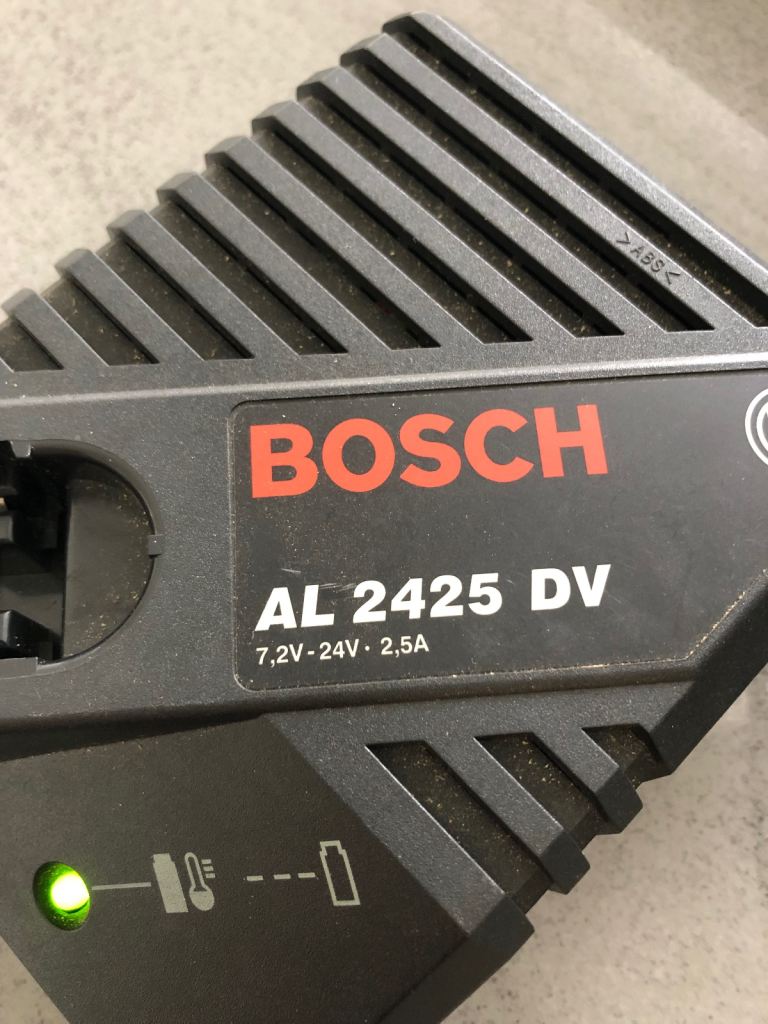 >ABS<
BOSCH
AL 2425 DV
7,2V-24V· 2,5A